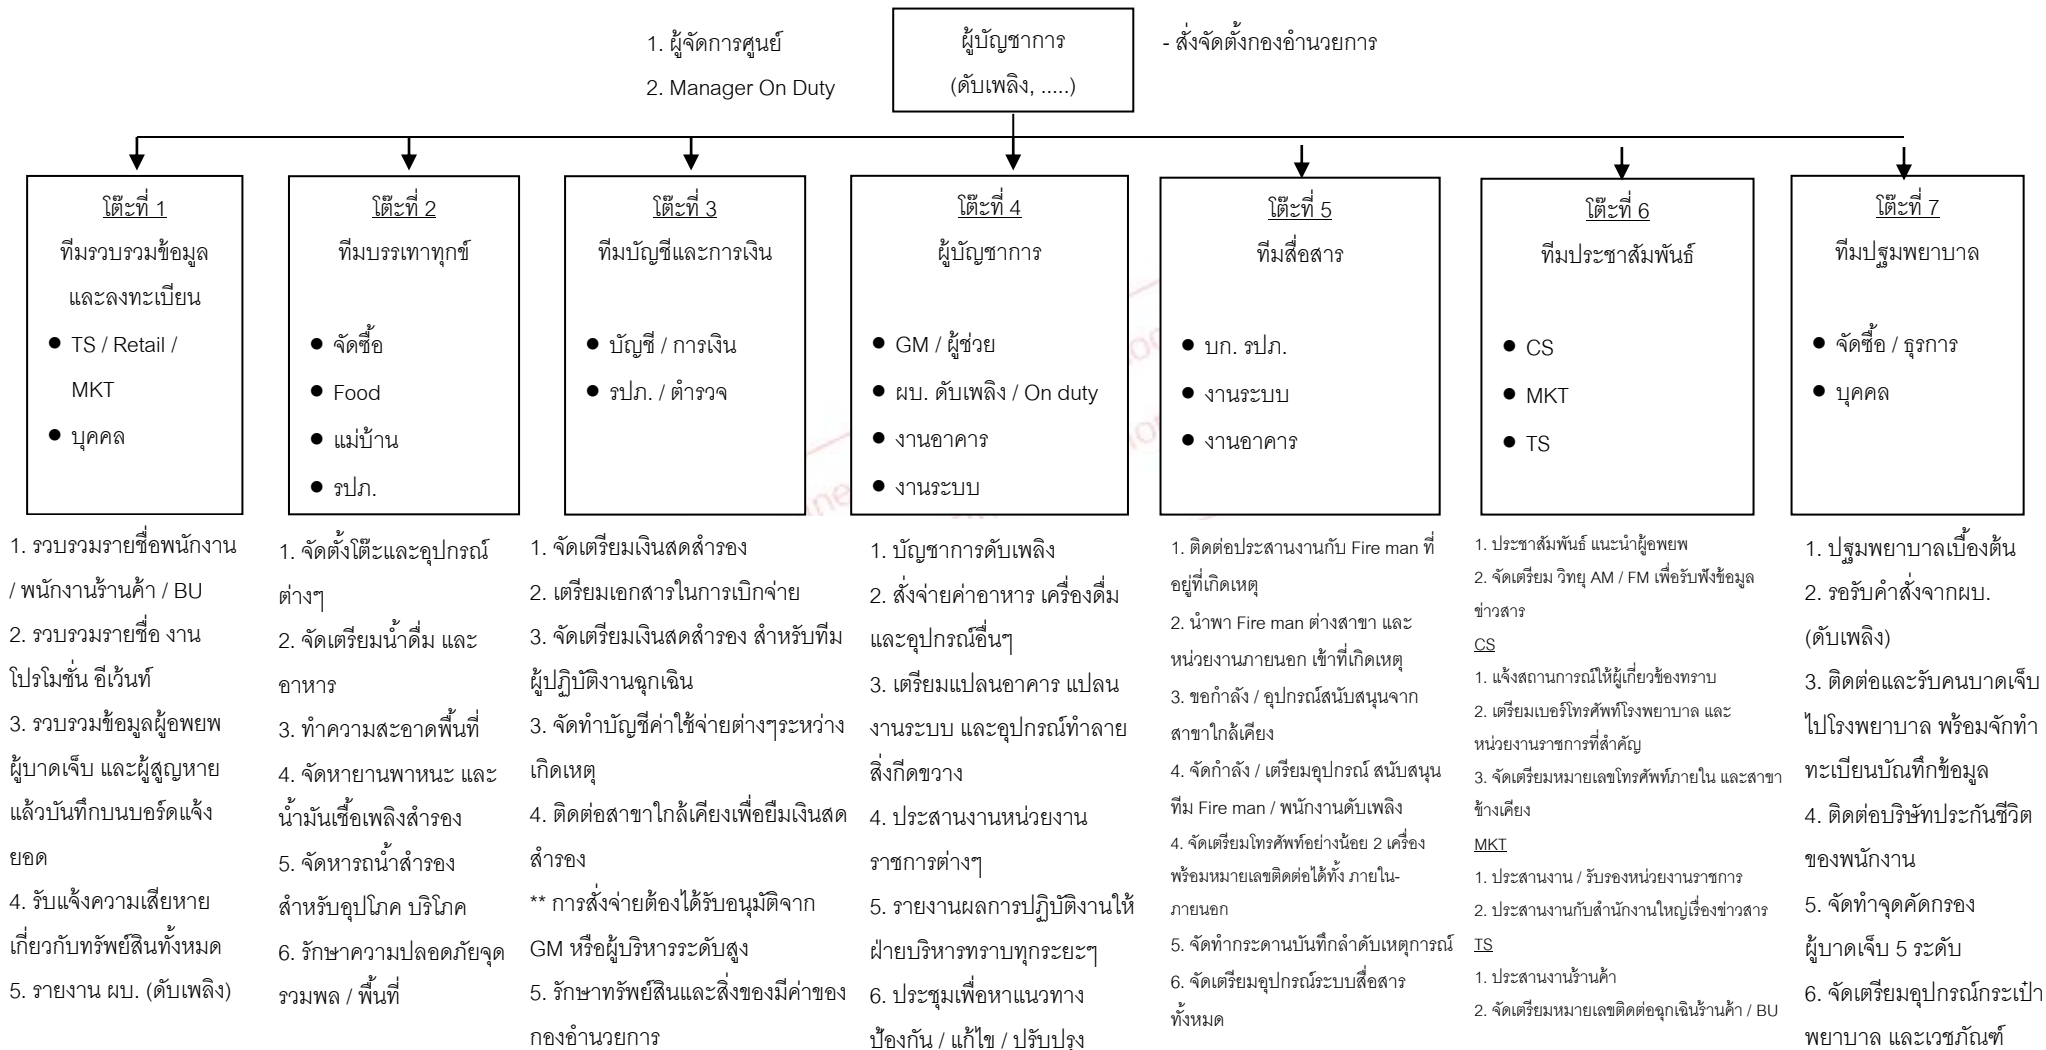 1. ผู้จัดการศูนย์
2. Manager On Duty
ผู้บัญชาการ
(ดับเพลิง, .....)
- สั่งจัดตั้งกองอำนวยการ
โต๊ะที่ 1
ทีมรวบรวมข้อมูล
และลงทะเบียน
● TS / Retail /
MKT
● บุคคล
โต๊ะที่ 2
ทีมบรรเทาทุกข์
● จัดซื้อ
● Food
● แม่บ้าน
● รปภ.
โต๊ะที่ 3
ทีมบัญชีและการเงิน
● บัญชี / การเงิน
● รปภ. / ตำรวจ
โต๊ะที่ 4
ผู้บัญชาการ
● GM / ผู้ช่วย
● ผบ. ดับเพลิง / On duty
● งานอาคาร
● งานระบบ
โต๊ะที่ 5
ทีมสื่อสาร
● บก. รปภ.
● งานระบบ
● งานอาคาร
โต๊ะที่ 6
ทีมประชาสัมพันธ์
● CS
● MKT
● TS
โต๊ะที่ 7
ทีมปฐมพยาบาล
● จัดซื้อ / ธุรการ
● บุคคล
1. รวบรวมรายชื่อพนักงาน
/ พนักงานร้านค้า / BU
2. รวบรวมรายชื่อ งาน
โปรโมชั่น อีเว้นท์
3. รวบรวมข้อมูลผู้อพยพ
ผู้บาดเจ็บ และผู้สูญหาย
แล้วบันทึกบนบอร์ดแจ้ง
ยอด
4. รับแจ้งความเสียหาย
เกี่ยวกับทรัพย์สินทั้งหมด
5. รายงาน ผบ. (ดับเพลิง)
1. จัดตั้งโต๊ะและอุปกรณ์
ต่างๆ
2. จัดเตรียมน้ำดื่ม และ
อาหาร
3. ทำความสะอาดพื้นที่
4. จัดหายานพาหนะ และ
น้ำมันเชื้อเพลิงสำรอง
5. จัดหารถน้ำสำรอง
สำหรับอุปโภค บริโภค
6. รักษาความปลอดภัยจุด
รวมพล / พื้นที่
1. จัดเตรียมเงินสดสำรอง
2. เตรียมเอกสารในการเบิกจ่าย
3. จัดเตรียมเงินสดสำรอง สำหรับทีม
ผู้ปฏิบัติงานฉุกเฉิน
3. จัดทำบัญชีค่าใช้จ่ายต่างๆระหว่าง
เกิดเหตุ
4. ติดต่อสาขาใกล้เคียงเพื่อยืมเงินสด
สำรอง
** การสั่งจ่ายต้องได้รับอนุมัติจาก
GM หรือผู้บริหารระดับสูง
5. รักษาทรัพย์สินและสิ่งของมีค่าของ
กองอำนวยการ
1. บัญชาการดับเพลิง
2. สั่งจ่ายค่าอาหาร เครื่องดื่ม
และอุปกรณ์อื่นๆ
3. เตรียมแปลนอาคาร แปลน
งานระบบ และอุปกรณ์ทำลาย
สิ่งกีดขวาง
4. ประสานงานหน่วยงาน
ราชการต่างๆ
5. รายงานผลการปฏิบัติงานให้
ฝ่ายบริหารทราบทุกระยะๆ
6. ประชุมเพื่อหาแนวทาง
ป้องกัน / แก้ไข / ปรับปรุง
1. ติดต่อประสานงานกับ Fire man ที่
อยู่ที่เกิดเหตุ
2. นำพา Fire man ต่างสาขา และ
หน่วยงานภายนอก เข้าที่เกิดเหตุ
3. ขอกำลัง / อุปกรณ์สนับสนุนจาก
สาขาใกล้เคียง
4. จัดกำลัง / เตรียมอุปกรณ์ สนับสนุน
ทีม Fire man / พนักงานดับเพลิง
4. จัดเตรียมโทรศัพท์อย่างน้อย 2 เครื่อง
พร้อมหมายเลขติดต่อได้ทั้ง ภายใน-
ภายนอก
5. จัดทำกระดานบันทึกลำดับเหตุการณ์
6. จัดเตรียมอุปกรณ์ระบบสื่อสาร
ทั้งหมด
1. ประชาสัมพันธ์ แนะนำผู้อพยพ
2. จัดเตรียม วิทยุ AM / FM เพื่อรับฟังข้อมูล
ข่าวสาร
CS
1. แจ้งสถานการณ์ให้ผู้เกี่ยวข้องทราบ
2. เตรียมเบอร์โทรศัพท์โรงพยาบาล และ
หน่วยงานราชการที่สำคัญ
3. จัดเตรียมหมายเลขโทรศัพท์ภายใน และสาขา
ข้างเคียง
MKT
1. ประสานงาน / รับรองหน่วยงานราชการ
2. ประสานงานกับสำนักงานใหญ่เรื่องข่าวสาร
TS
1. ประสานงานร้านค้า
2. จัดเตรียมหมายเลขติดต่อฉุกเฉินร้านค้า / BU
1. ปฐมพยาบาลเบื้องต้น
2. รอรับคำสั่งจากผบ.
(ดับเพลิง)
3. ติดต่อและรับคนบาดเจ็บ
ไปโรงพยาบาล พร้อมจักทำ
ทะเบียนบัณทึกข้อมูล
4. ติดต่อบริษัทประกันชีวิต
ของพนักงาน
5. จัดทำจุดคัดกรอง
ผู้บาดเจ็บ 5 ระดับ
6. จัดเตรียมอุปกรณ์กระเป๋า
พยาบาล และเวชภัณฑ์